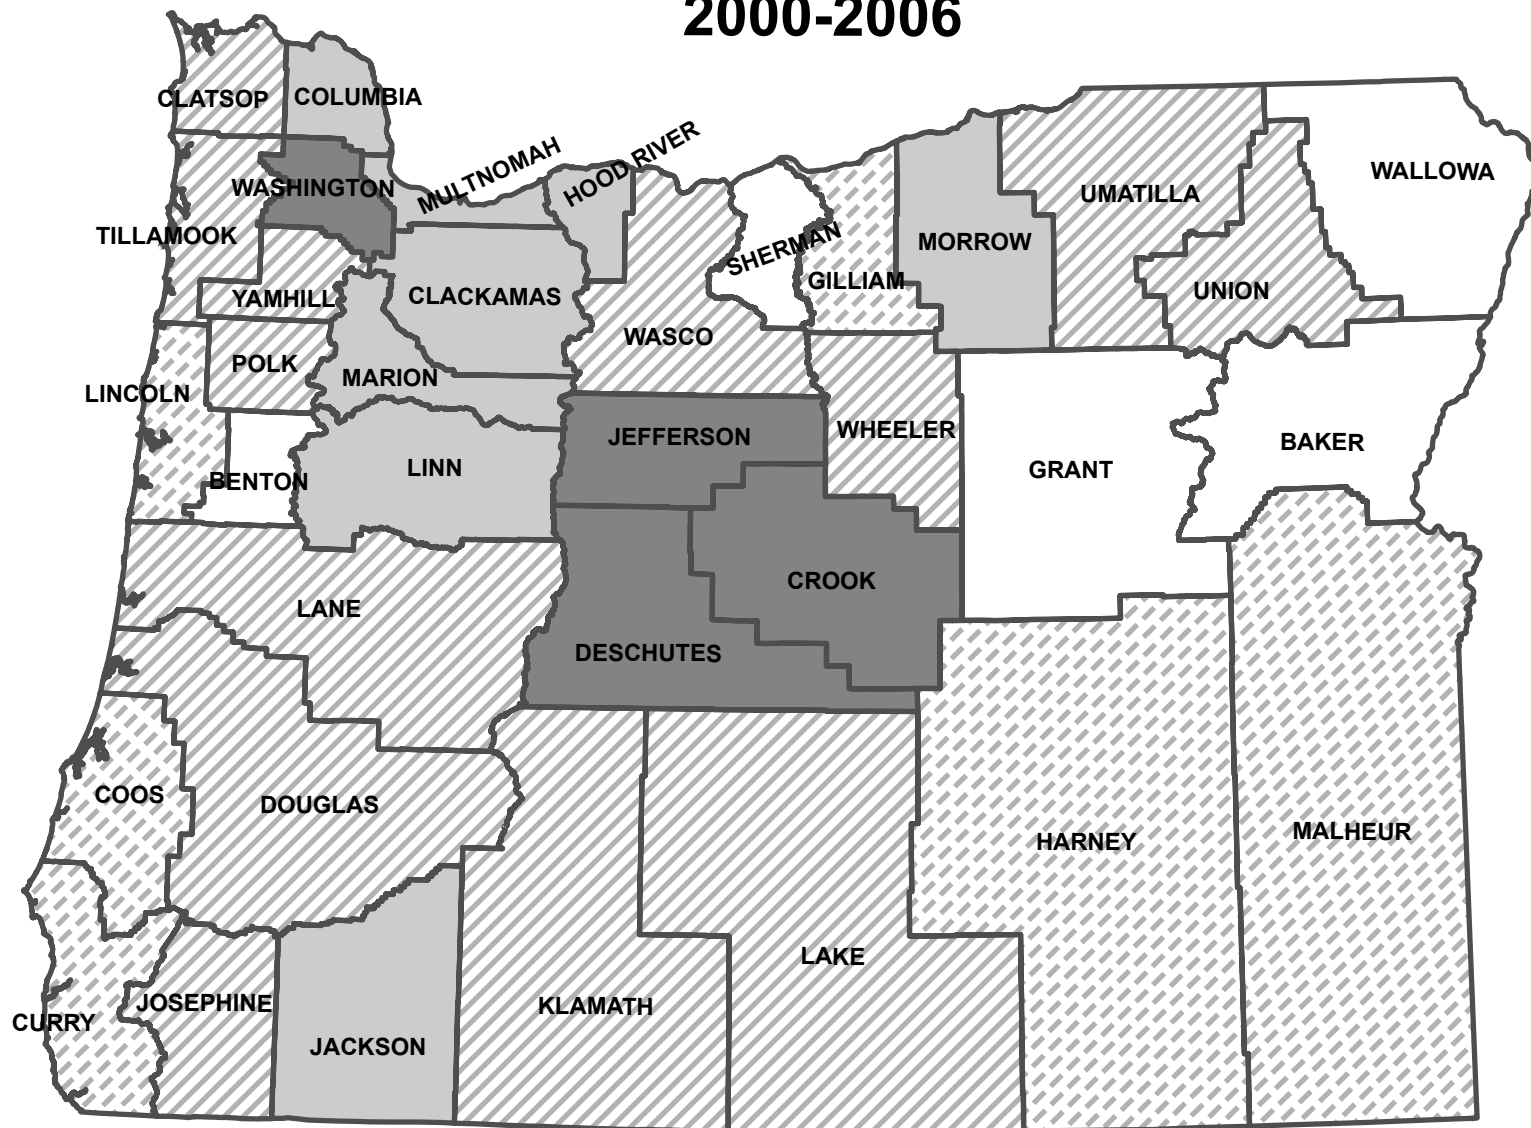 2000-2006
CLATSOP
COLUMBIA
MULTNOMAH
HOOD RIVER
WASHINGTON
WALLOWA
UMATILLA
TILLAMOOK
SHERMAN
MORROW
GILLIAM
UNION
YAMHILL
CLACKAMAS
WASCO
POLK
MARION
LINCOLN
JEFFERSON
WHEELER
BAKER
LINN
GRANT
BENTON
CROOK
LANE
DESCHUTES
COOS
DOUGLAS
MALHEUR
HARNEY
LAKE
JOSEPHINE
KLAMATH
CURRY
JACKSON